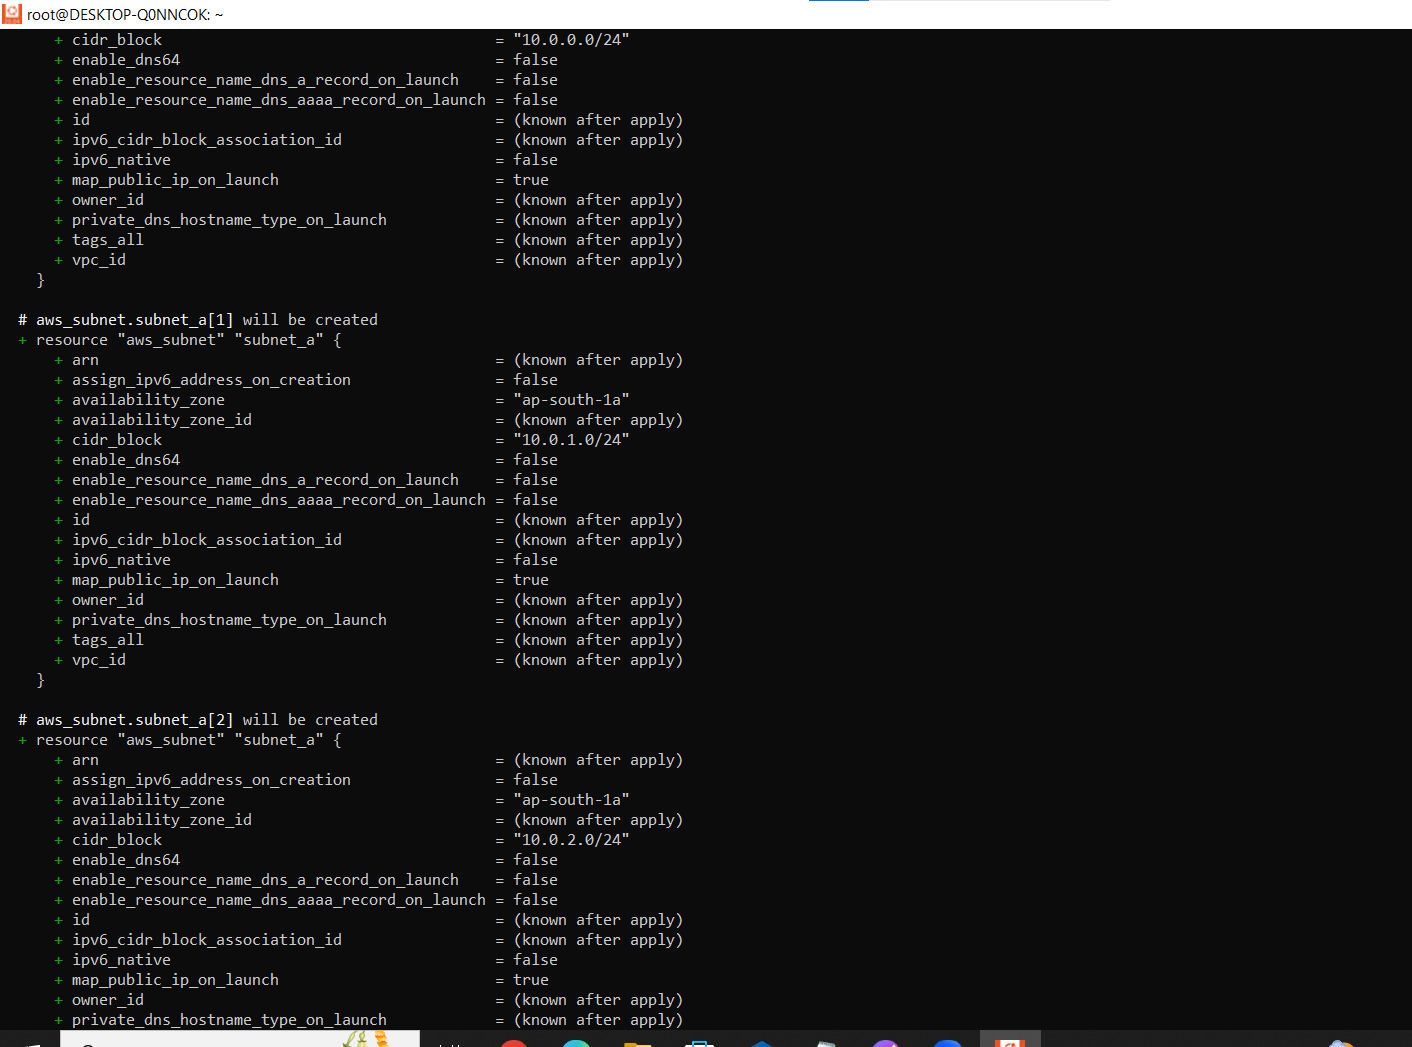 root@DESKTOP-Q0NNCOK: ~
+ cidr_block = "10.0.0.0/24"
+ enable_dns64 = false
+ enable_resource_name_dns_a_record_on_launch = false
+ enable_resource_name_dns_aaaa_record_on_launch = false
+ id = (known after apply)
+ ipv6_cidr_block_association_id = (known after apply)
+ ipv6_native = false
+ map_public_ip_on_launch = true
+ owner_id = (known after apply)
+ private_dns_hostname_type_on_launch = (known after apply)
+ tags_all = (known after apply)
+ vpc_id = (known after apply)
}
# aws_subnet.subnet_a[1] will be created
+ resource "aws_subnet" "subnet_a" {
+ arn = (known after apply)
+ assign_ipv6_address_on_creation = false
+ availability_zone = "ap-south-1a"
+ availability_zone_id = (known after apply)
+ cidr_block = "10.0.1.0/24"
+ enable_dns64 = false
+ enable_resource_name_dns_a_record_on_launch = false
+ enable_resource_name_dns_aaaa_record_on_launch = false
+ id = (known after apply)
+ ipv6_cidr_block_association_id = (known after apply)
+ ipv6_native = false
+ map_public_ip_on_launch = true
+ owner_id = (known after apply)
+ private_dns_hostname_type_on_launch = (known after apply)
+ tags_all = (known after apply)
+ vpc_id = (known after apply)
}
# aws_subnet.subnet_a[2] will be created
+ resource "aws_subnet" "subnet_a" {
+ arn = (known after apply)
+ assign_ipv6_address_on_creation = false
+ availability_zone = "ap-south-1a"
+ availability_zone_id = (known after apply)
+ cidr_block = "10.0.2.0/24"
+ enable_dns64 = false
+ enable_resource_name_dns_a_record_on_launch = false
+ enable_resource_name_dns_aaaa_record_on_launch = false
+ id = (known after apply)
+ ipv6_cidr_block_association_id = (known after apply)
+ ipv6_native = false
+ map_public_ip_on_launch = true
+ owner_id = (known after apply)
+ private_dns_hostname_type_on_launch = (known after apply)